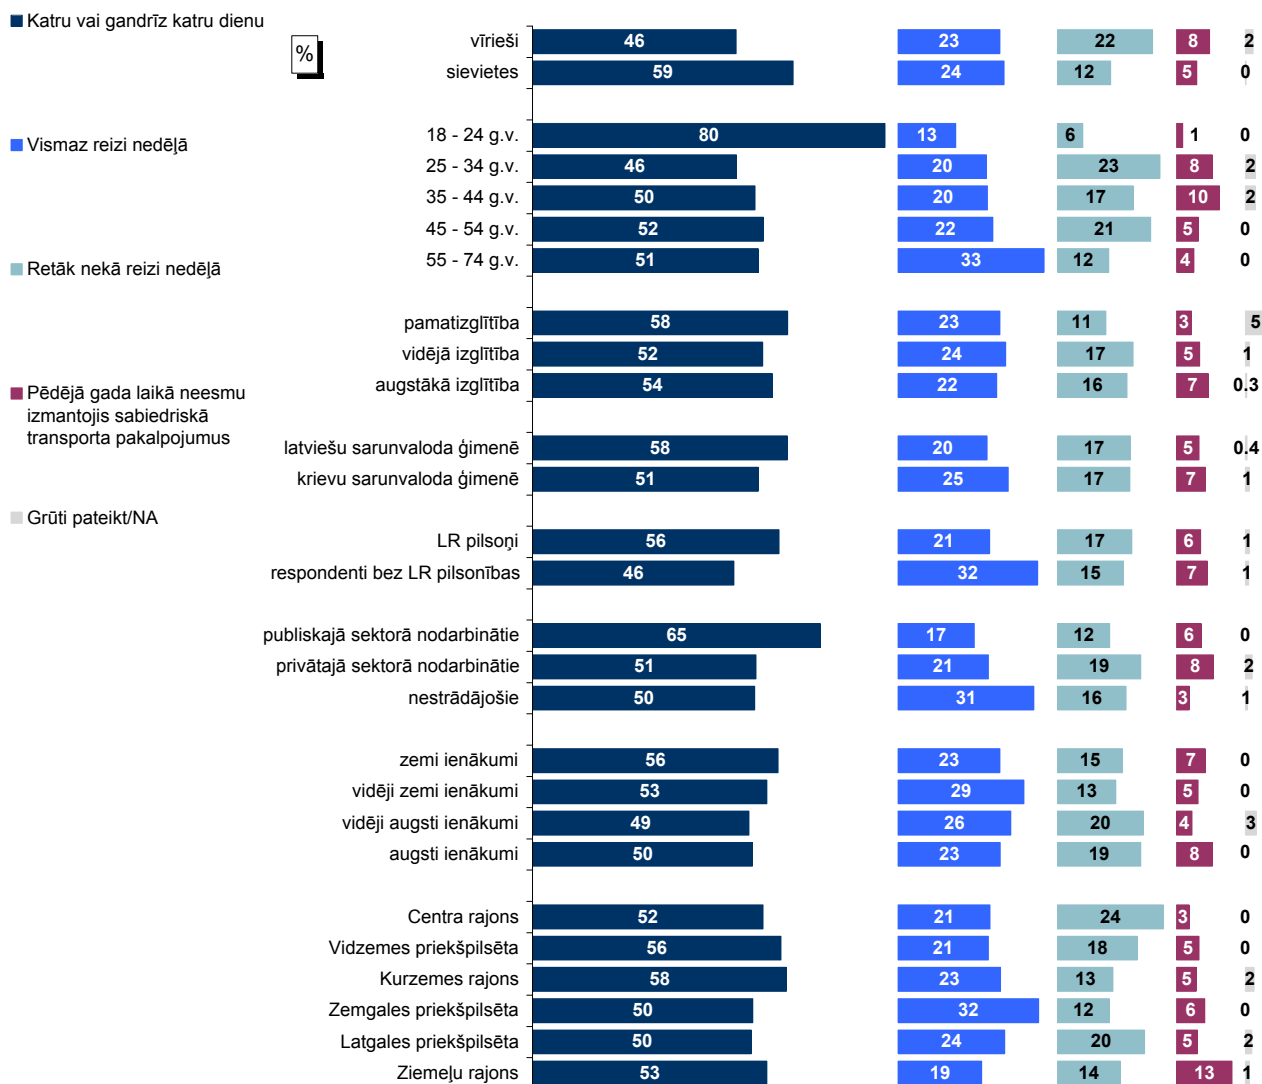 Katru vai gandrīz katru dienu
%
Vismaz reizi nedēļā
Retāk nekā reizi nedēļā
Pēdējā gada laikā neesmu
izmantojis sabiedriskā
transporta pakalpojumus
Grūti pateikt/NA
vīrieši 46 23 22 8 2
sievietes 59 24 12 5 0
18 - 24 g.v. 80 13 6 1 0
25 - 34 g.v. 46 20 23 8 2
35 - 44 g.v. 50 20 17 10 2
45 - 54 g.v. 52 22 21 5 0
55 - 74 g.v. 51 33 12 4 0
pamatizglītība 58 23 11 3 5
vidējā izglītība 52 24 17 5 1
augstākā izglītība 54 22 16 7 0.3
latviešu sarunvaloda ģimenē 58 20 17 5 0.4
krievu sarunvaloda ģimenē 51 25 17 7 1
LR pilsoņi 56 21 17 6 1
respondenti bez LR pilsonības 46 32 15 7 1
publiskajā sektorā nodarbinātie 65 17 12 6 0
privātajā sektorā nodarbinātie 51 21 19 8 2
nestrādājošie 50 31 16 3 1
zemi ienākumi 56 23 15 7 0
vidēji zemi ienākumi 53 29 13 5 0
vidēji augsti ienākumi 49 26 20 4 3
augsti ienākumi 50 23 19 8 0
Centra rajons 52 21 24 3 0
Vidzemes priekšpilsēta 56 21 18 5 0
Kurzemes rajons 58 23 13 5 2
Zemgales priekšpilsēta 50 32 12 6 0
Latgales priekšpilsēta 50 24 20 5 2
Ziemeļu rajons 53 19 14 13 1